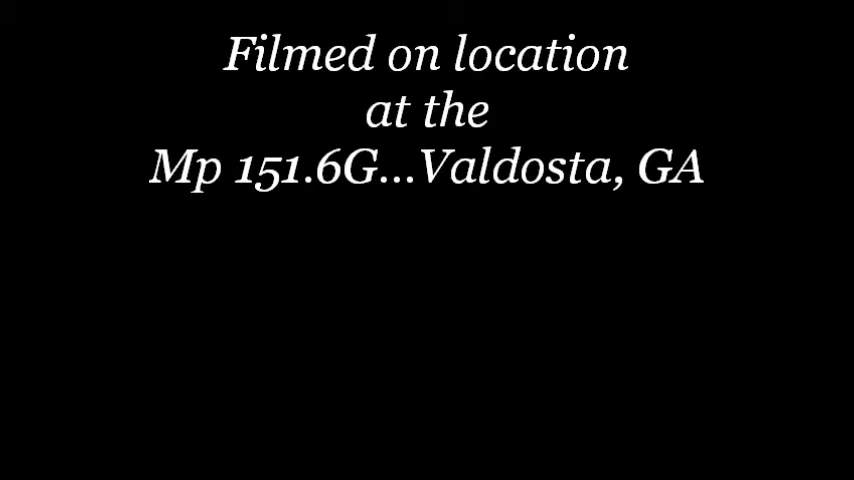 Filmed on location
at the
Mp 151.6G...Valdosta, GA